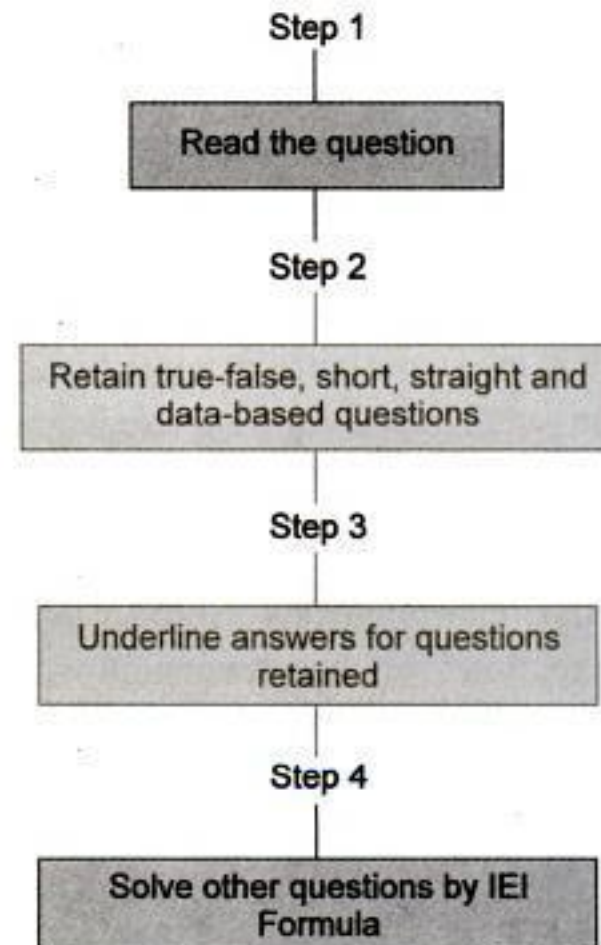 Step 1
Read the question
Step 2
Retain true-false, short, straight and
data-based questions
Step 3
Underline answers for questions
retained
Step 4
Solve other questions by IEI
Formula